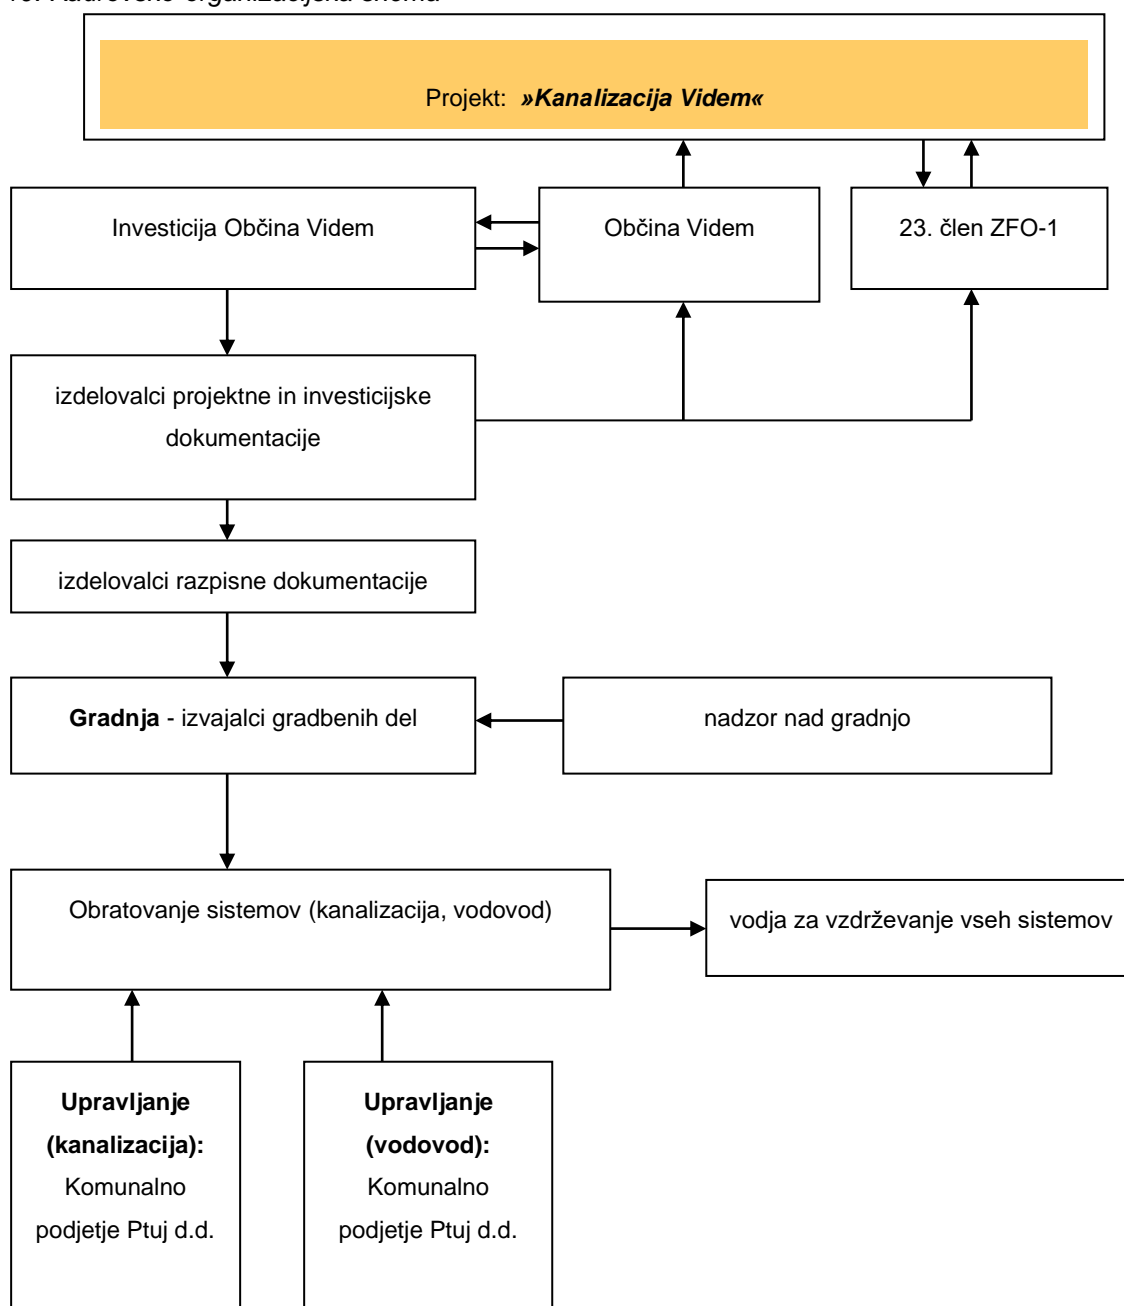 Projekt: »Kanalizacija Videm«
Investicija Občina Videm
Občina Videm
23. člen ZFO-1
izdelovalci projektne in investicijske
dokumentacije
izdelovalci razpisne dokumentacije
Gradnja - izvajalci gradbenih del
nadzor nad gradnjo
Obratovanje sistemov (kanalizacija, vodovod)
vodja za vzdrževanje vseh sistemov
Upravljanje
(kanalizacija):
Komunalno
podjetje Ptuj d.d.
Upravljanje
(vodovod):
Komunalno
podjetje Ptuj d.d.